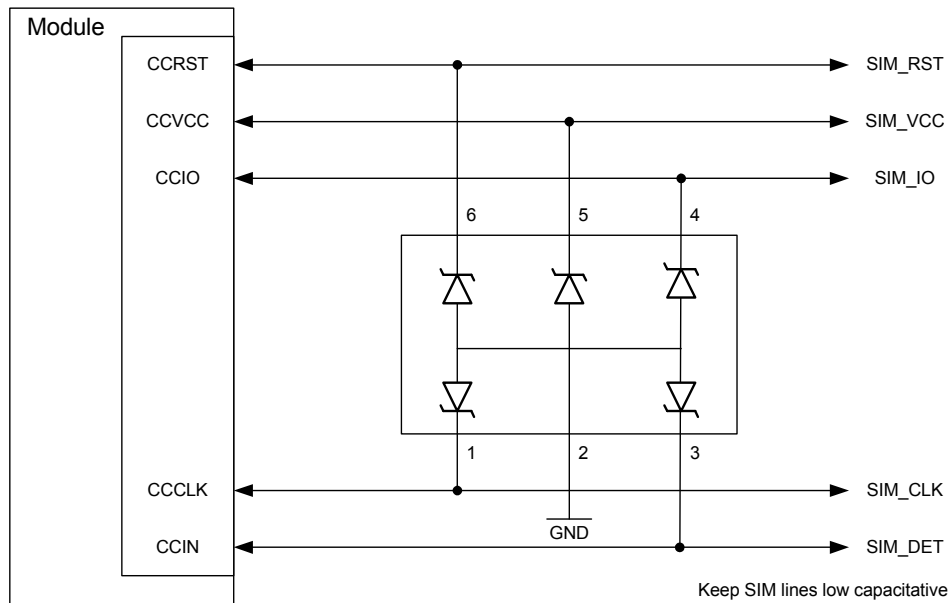 Module
CCRST
SIM_RST
CCVCC
SIM_VCC
CCIO
SIM_IO
6
5
4
1
2
3
CCCLK
SIM_CLK
GND
CCIN
SIM_DET
Keep SIM lines low capacitative